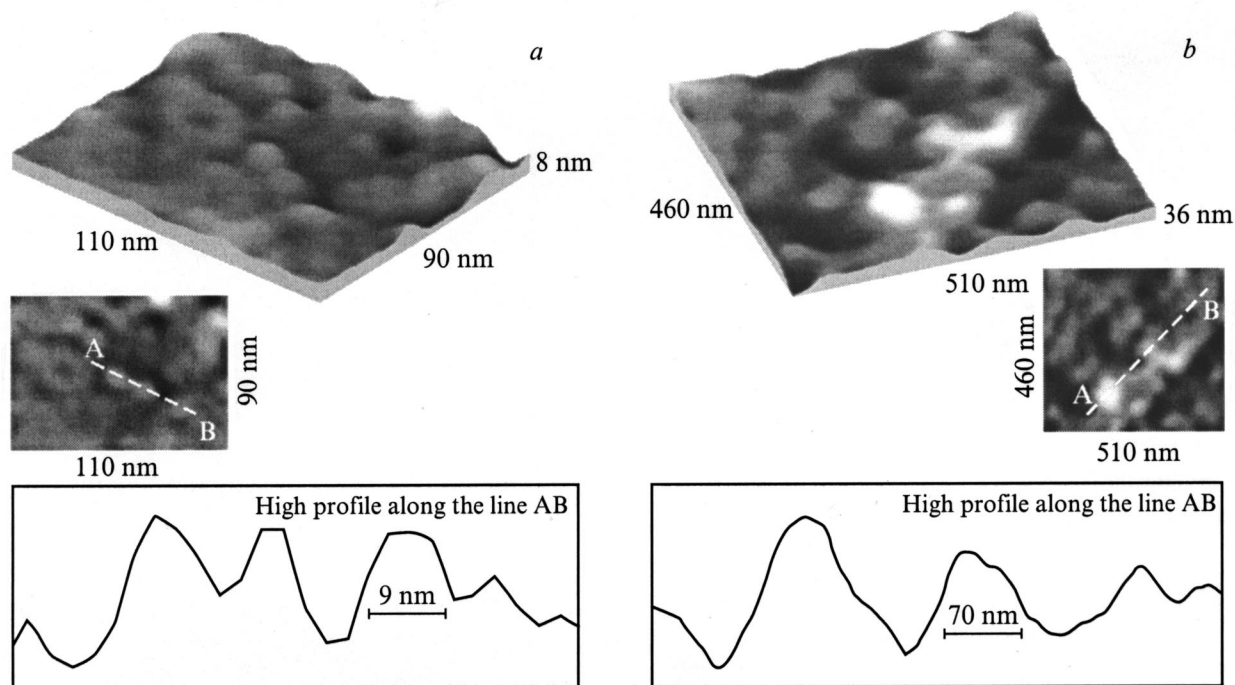 a
8 nm
110 nm
90 nm
A
B
90 nm
110 nm
High profile along the line AB
9 nm
b
460 nm
36 nm
510 nm
460 nm
A
B
510 nm
High profile along the line AB
70 nm